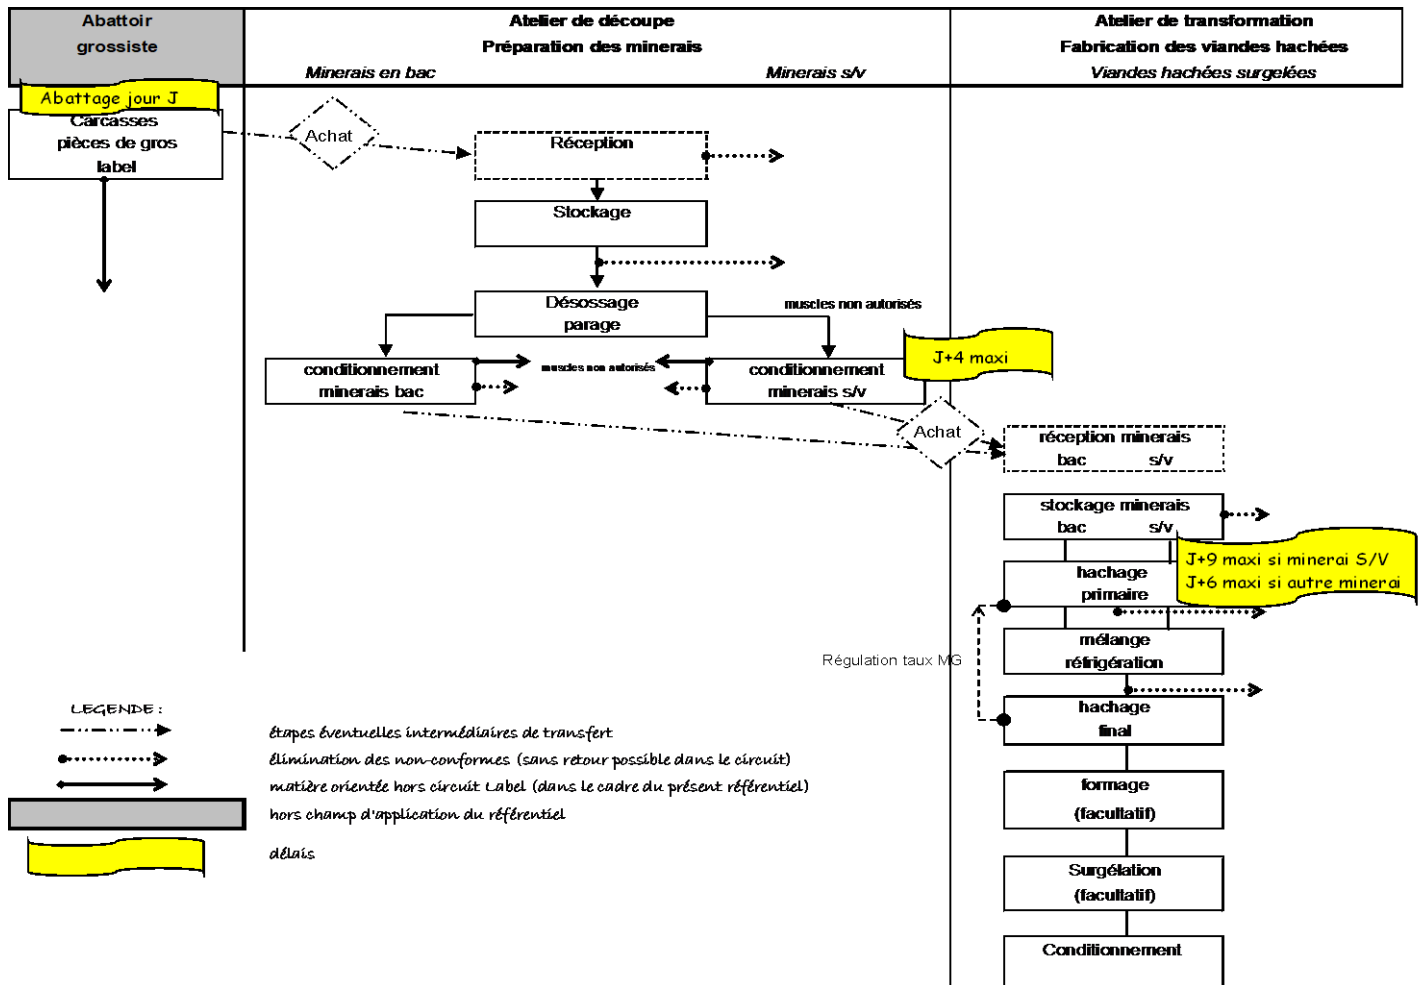 Abattoir
grossiste
Atelier de découpe
Préparation des minerais
Minerais en bac
Minerais s/v
Atelier de transformation
Fabrication des viandes hachées
Viandes hachées surgelées
Abattage jour J
Carcasses
pièces de gros
label
Achat
Réception
Stockage
Désossage
parage
muscles non autorisés
conditionnement
minerais bac
muscles non autorisés
conditionnement
minerais s/v
J+4 maxi
Achat
réception minerais
bac s/v
stockage minerais
bac s/v
J+9 maxi si minerai S/V
J+6 maxi si autre minerai
hachage
primaire
mélange
réfrigération
Régulation taux MG
hachage
final
formage
(facultatif)
Surgélation
(facultatif)
Conditionnement
LEGENDE :
étapes éventuelles intermédiaires de transfert
élimination des non-conformes (sans retour possible dans le circuit)
matière orientée hors circuit Label (dans le cadre du présent référentiel)
hors champ d'application du référentiel
délais